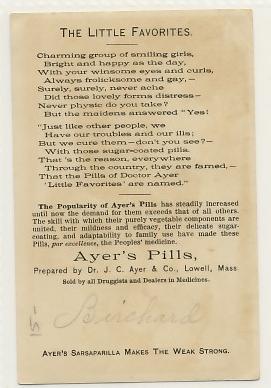 THE LITTLE FAVORITES.
Charming group of smiling girls,
Bright and happy as the day,
With your winsome eyes and curls,
Always frolicksome and gay,—
Surely, surely, never ache
Did those lovely forms distress—
Never physic do you take?
But the maidens answered "Yes!
"Just like other people, we
Have our troubles and our ills;
But we cure them—don't you see?—
With those sugar-coated pills.
That's the reason, everywhere
Through the country, they are famed,—
That the Pills of Doctor Ayer
'Little Favorites' are named."
The Popularity of Ayer's Pills has steadily increased
until now the demand for them exceeds that of all others.
The skill with which their purely vegetable components are
united, their mildness and efficacy, their delicate sugar-
coating, and adaptability to family use have made these
Pills, par excellence, the Peoples' medicine.
Ayer's Pills,
Prepared by Dr. J. C. Ayer & Co., Lowell, Mass.
Sold by all Druggists and Dealers in Medicines.
Birchard
AYER'S SARSAPARILLA MAKES THE WEAK STRONG.